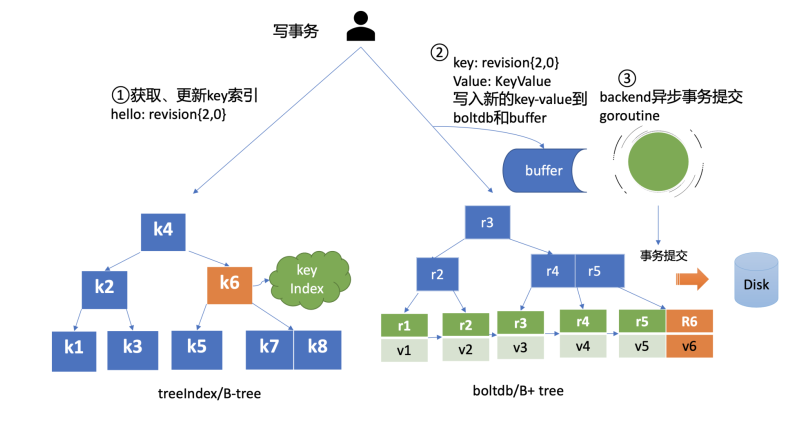 写事务
①获取、更新key索引
hello: revision{2,0}
②
key: revision{2,0}
Value: KeyValue
写入新的key-value到
boltdb和buffer
③
backend异步事务提交
goroutine
buffer
事务提交
Disk
k4
k2
k6
key
Index
k1
k3
k5
k7
k8
treeIndex/B-tree
r3
r2
r4
r5
r1
r2
r3
r4
r5
R6
v1
v2
v3
v4
v5
v6
boltdb/B+ tree